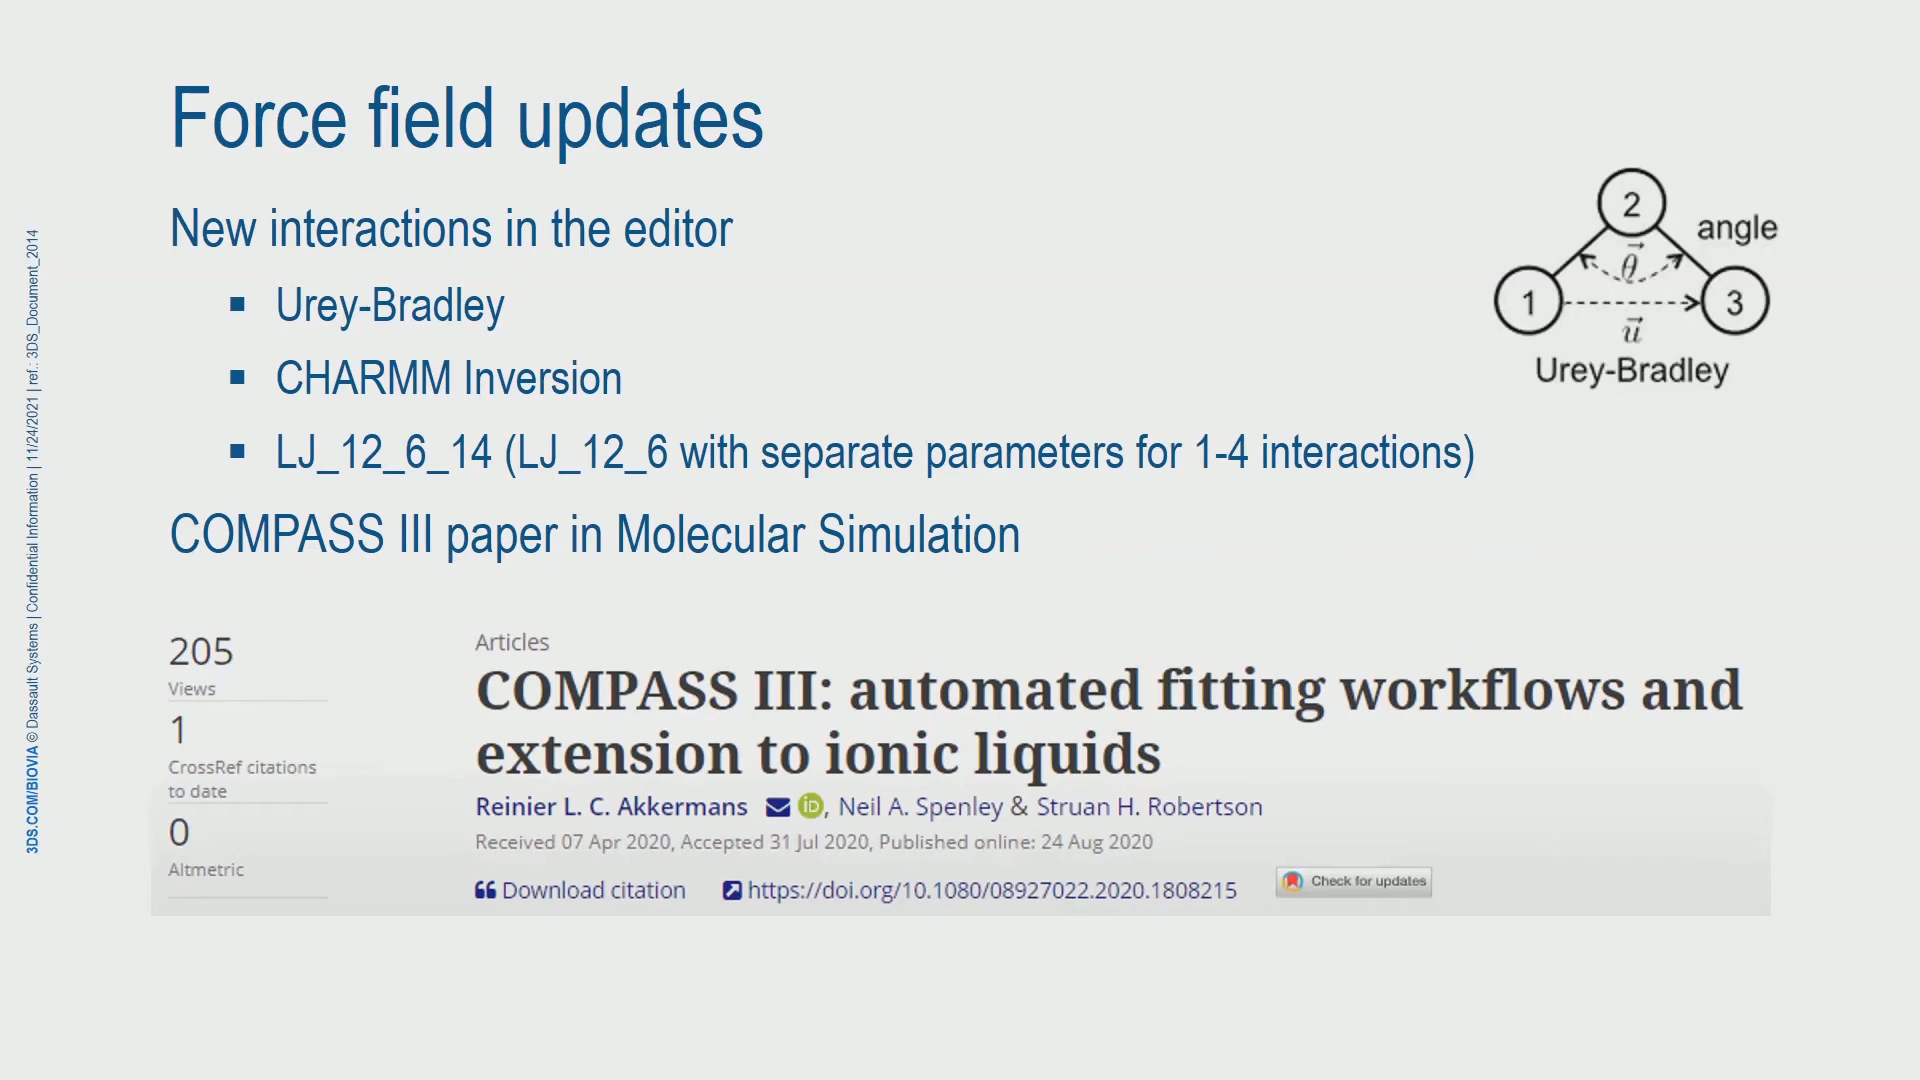 Force field updates
New interactions in the editor
▪ Urey-Bradley
▪ CHARMM Inversion
▪ LJ_12_6_14 (LJ_12_6 with separate parameters for 1-4 interactions)
COMPASS III paper in Molecular Simulation
2
angle
θ
1
3
u
Urey-Bradley
205
Views
1
CrossRef citations
to date
0
Altmetric
Articles
COMPASS III: automated fitting workflows and
extension to ionic liquids
Reinier L. C. Akkermans iD, Neil A. Spenley & Struan H. Robertson
Received 07 Apr 2020, Accepted 31 Jul 2020, Published online: 24 Aug 2020
Download citation https://doi.org/10.1080/08927022.2020.1808215 Check for updates
3DS.COM/BIOVIA © Dassault Systems | Confidential Information | 11/24/2021 | ref.: 3DS_Document_2014